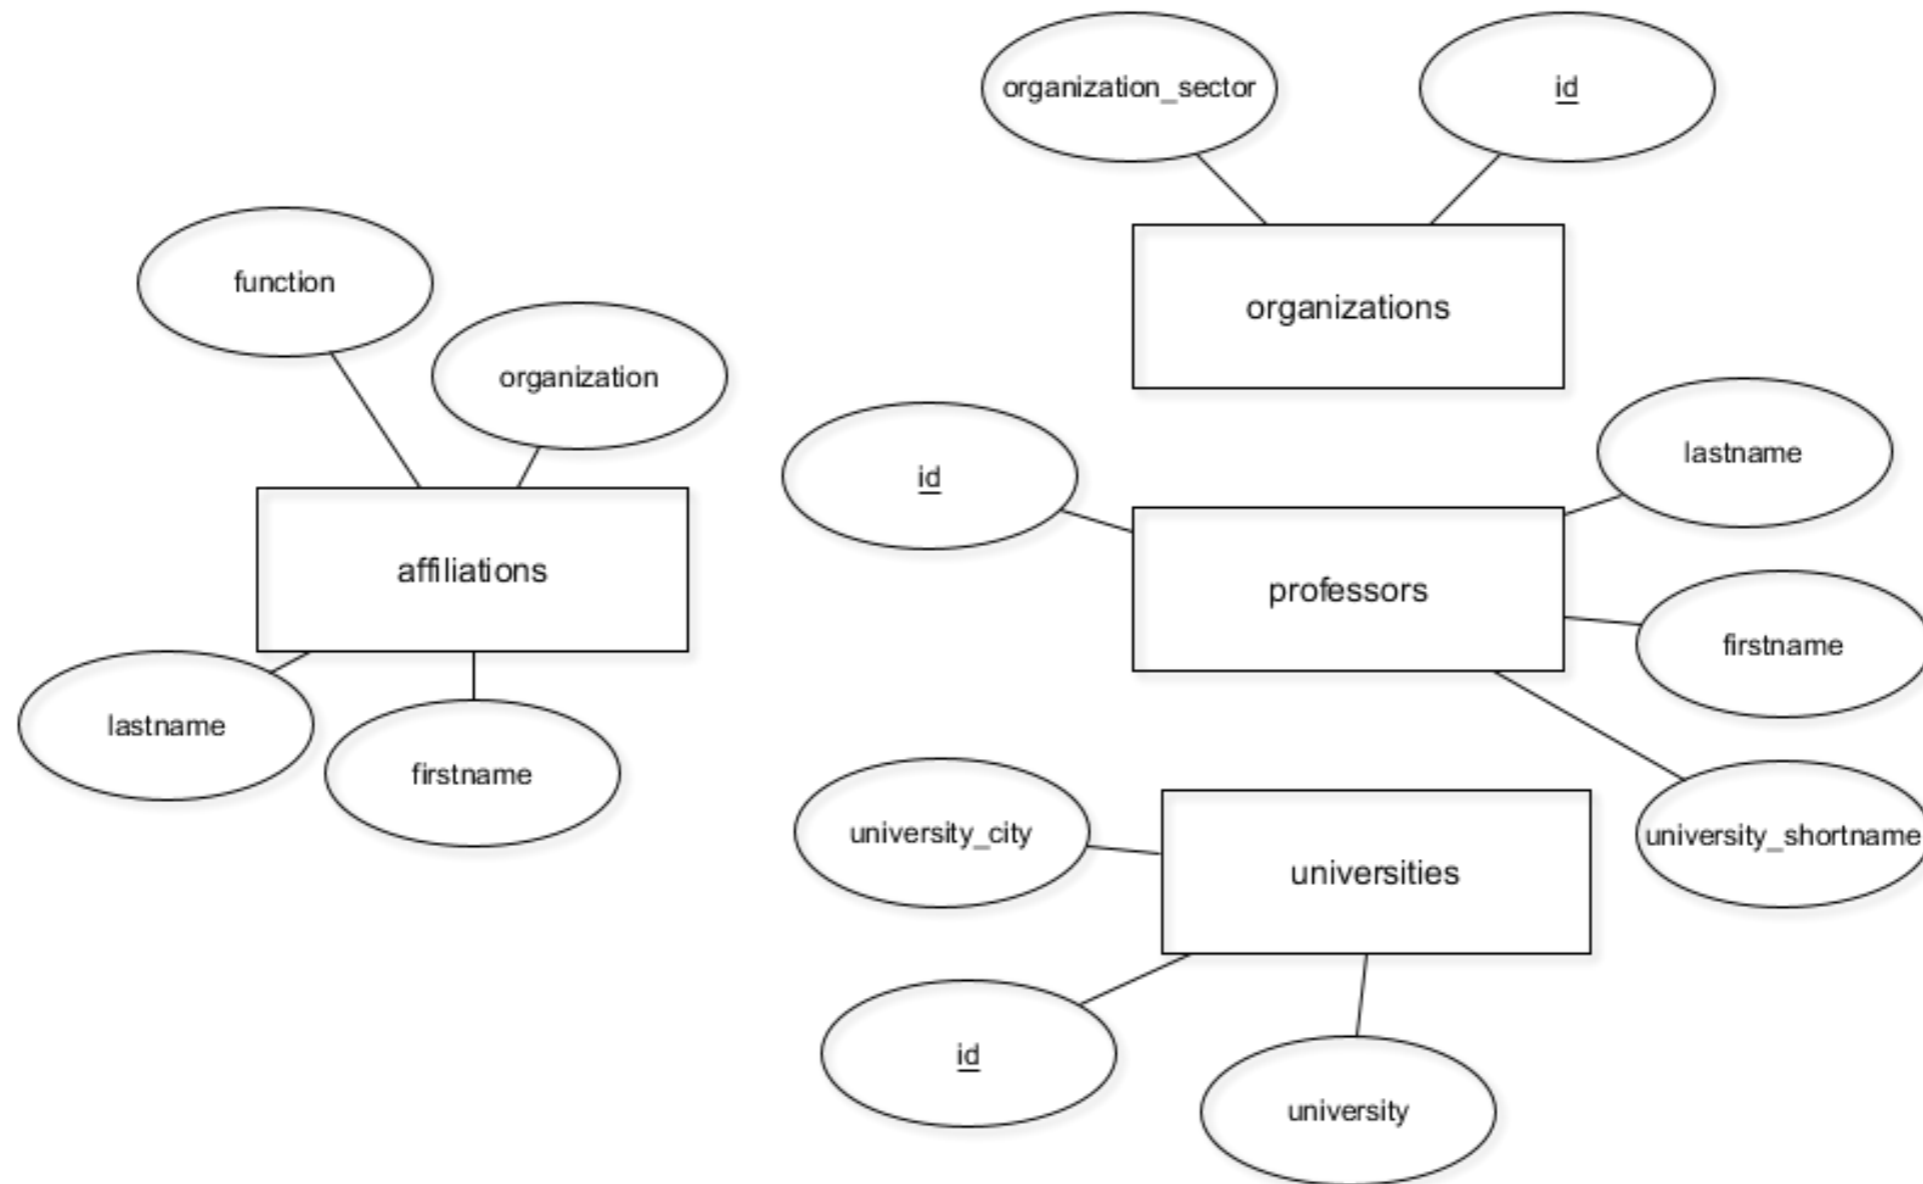 organization_sector
id
function
organization
organizations
affiliations
id
lastname
professors
firstname
lastname
firstname
university_city
universities
university_shortname
id
university